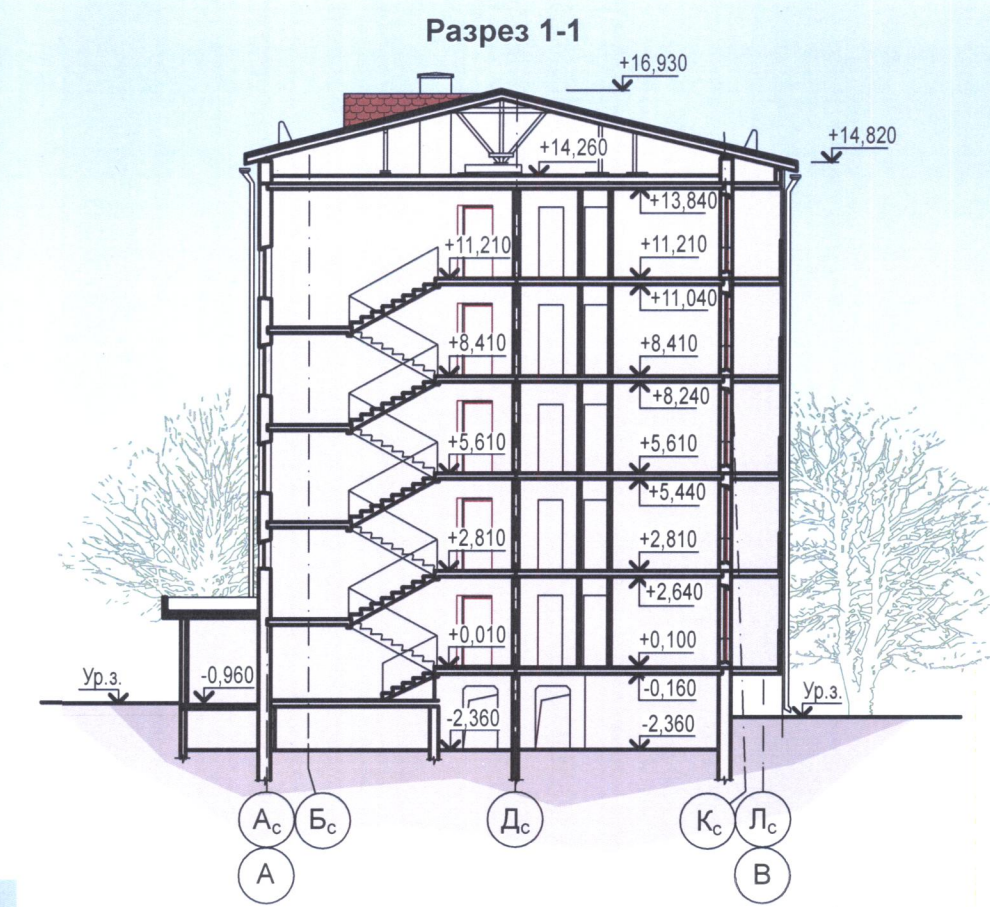 Разрез 1-1
+16,930
+14,820
+14,260
+13,840
+11,210
+11,210
+11,040
+8,410
+8,410
+8,240
+5,610
+5,610
+5,440
+2,810
+2,810
+2,640
+0,010
+0,100
Ур.з.
-0,960
-0,160
Ур.з.
-2,360
-2,360
Ас
Бс
Дс
Кс
Лс
А
В